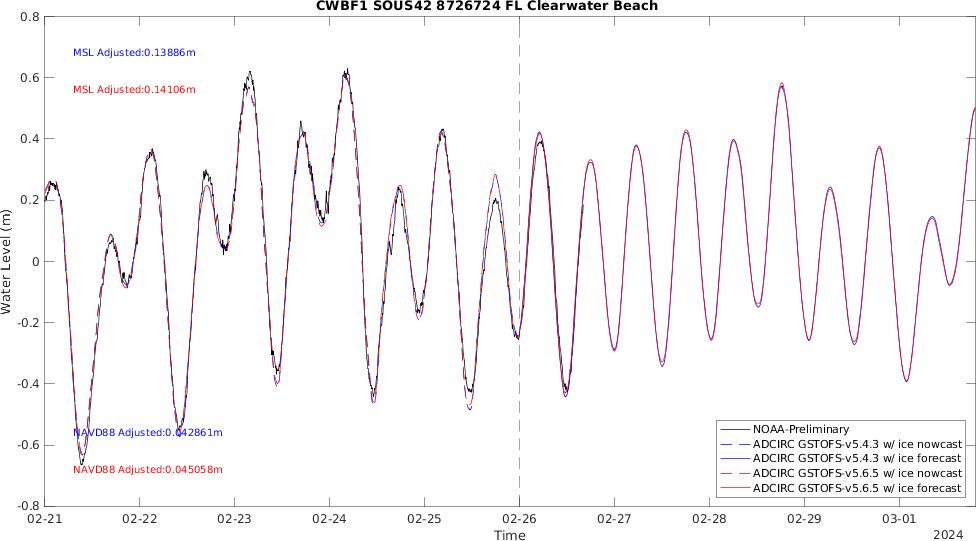 CWBF1 SOUS42 8726724 FL Clearwater Beach
0.8
MSL Adjusted:0.13886m
0.6
MSL Adjusted:0.14106m
0.4
0.2
0
-0.2
-0.4
-0.6
-0.8
Water Level (m)
NAVD88 Adjusted:0.042861m
NAVD88 Adjusted:0.045058m
NOAA-Preliminary
ADCIRC GSTOFS-v5.4.3 w/ ice nowcast
ADCIRC GSTOFS-v5.4.3 w/ ice forecast
ADCIRC GSTOFS-v5.6.5 w/ ice nowcast
ADCIRC GSTOFS-v5.6.5 w/ ice forecast
02-21 02-22 02-23 02-24 02-25 02-26 02-27 02-28 02-29 03-01
Time
2024